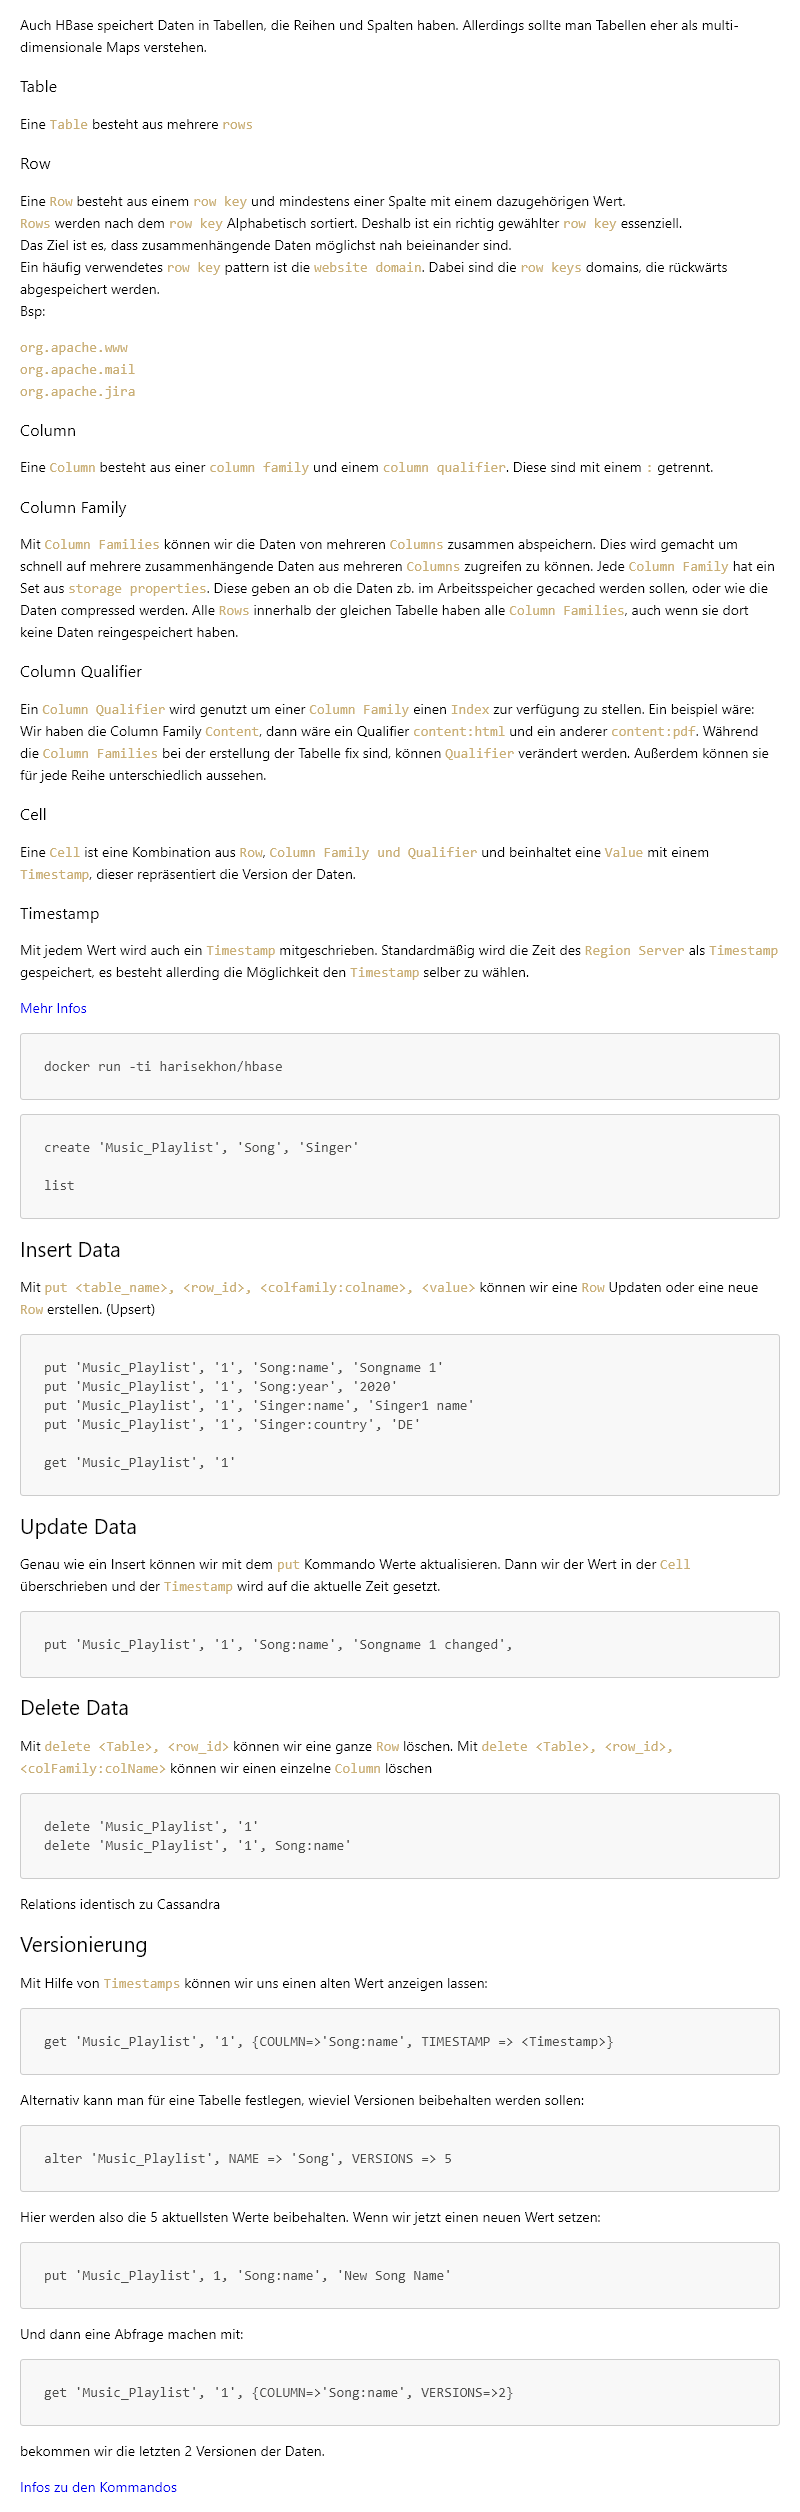 Auch HBase speichert Daten in Tabellen, die Reihen und Spalten haben. Allerdings sollte man Tabellen eher als multi-
dimensionale Maps verstehen.
Table
Eine Table besteht aus mehrere rows
Row
Eine Row besteht aus einem row key und mindestens einer Spalte mit einem dazugehörigen Wert.
Rows werden nach dem row key Alphabetisch sortiert. Deshalb ist ein richtig gewählter row key essenziell.
Das Ziel ist es, dass zusammenhängende Daten möglichst nah beieinander sind.
Ein häufig verwendetes row key pattern ist die website domain. Dabei sind die row keys domains, die rückwärts
abgespeichert werden.
Bsp:
org.apache.www
org.apache.mail
org.apache.jira
Column
Eine Column besteht aus einer column family und einem column qualifier. Diese sind mit einem : getrennt.
Column Family
Mit Column Families können wir die Daten von mehreren Columns zusammen abspeichern. Dies wird gemacht um
schnell auf mehrere zusammenhängende Daten aus mehreren Columns zugreifen zu können. Jede Column Family hat ein
Set aus storage properties. Diese geben an ob die Daten zb. im Arbeitsspeicher gecached werden sollen, oder wie die
Daten compressed werden. Alle Rows innerhalb der gleichen Tabelle haben alle Column Families, auch wenn sie dort
keine Daten reingespeichert haben.
Column Qualifier
Ein Column Qualifier wird genutzt um einer Column Family einen Index zur verfügung zu stellen. Ein beispiel wäre:
Wir haben die Column Family Content, dann wäre ein Qualifier content:html und ein anderer content:pdf. Während
die Column Families bei der erstellung der Tabelle fix sind, können Qualifier verändert werden. Außerdem können sie
für jede Reihe unterschiedlich aussehen.
Cell
Eine Cell ist eine Kombination aus Row, Column Family und Qualifier und beinhaltet eine Value mit einem
Timestamp, dieser repräsentiert die Version der Daten.
Timestamp
Mit jedem Wert wird auch ein Timestamp mitgeschrieben. Standardmäßig wird die Zeit des Region Server als Timestamp
gespeichert, es besteht allerding die Möglichkeit den Timestamp selber zu wählen.
Mehr Infos
docker run -ti harisekhon/hbase
create 'Music_Playlist', 'Song', 'Singer'
list
Insert Data
Mit put <table_name>, <row_id>, <colfamily:colname>, <value> können wir eine Row Updaten oder eine neue
Row erstellen. (Upsert)
put 'Music_Playlist', '1', 'Song:name', 'Songname 1'
put 'Music_Playlist', '1', 'Song:year', '2020'
put 'Music_Playlist', '1', 'Singer:name', 'Singer1 name'
put 'Music_Playlist', '1', 'Singer:country', 'DE'
get 'Music_Playlist', '1'
Update Data
Genau wie ein Insert können wir mit dem put Kommando Werte aktualisieren. Dann wir der Wert in der Cell
überschrieben und der Timestamp wird auf die aktuelle Zeit gesetzt.
put 'Music_Playlist', '1', 'Song:name', 'Songname 1 changed',
Delete Data
Mit delete <Table>, <row_id> können wir eine ganze Row löschen. Mit delete <Table>, <row_id>,
<colFamily:colName> können wir einen einzelne Column löschen
delete 'Music_Playlist', '1'
delete 'Music_Playlist', '1', Song:name'
Relations identisch zu Cassandra
Versionierung
Mit Hilfe von Timestamps können wir uns einen alten Wert anzeigen lassen:
get 'Music_Playlist', '1', {COULMN=>'Song:name', TIMESTAMP => <Timestamp>}
Alternativ kann man für eine Tabelle festlegen, wieviel Versionen beibehalten werden sollen:
alter 'Music_Playlist', NAME => 'Song', VERSIONS => 5
Hier werden also die 5 aktuellsten Werte beibehalten. Wenn wir jetzt einen neuen Wert setzen:
put 'Music_Playlist', 1, 'Song:name', 'New Song Name'
Und dann eine Abfrage machen mit:
get 'Music_Playlist', '1', {COLUMN=>'Song:name', VERSIONS=>2}
bekommen wir die letzten 2 Versionen der Daten.
Infos zu den Kommandos